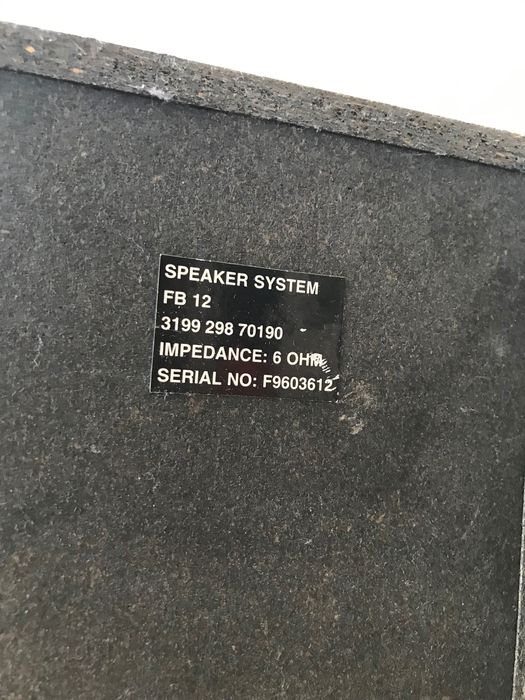 SPEAKER SYSTEM
FB 12
3199 298 70190
IMPEDANCE: 6 OHM
SERIAL NO: F9603612